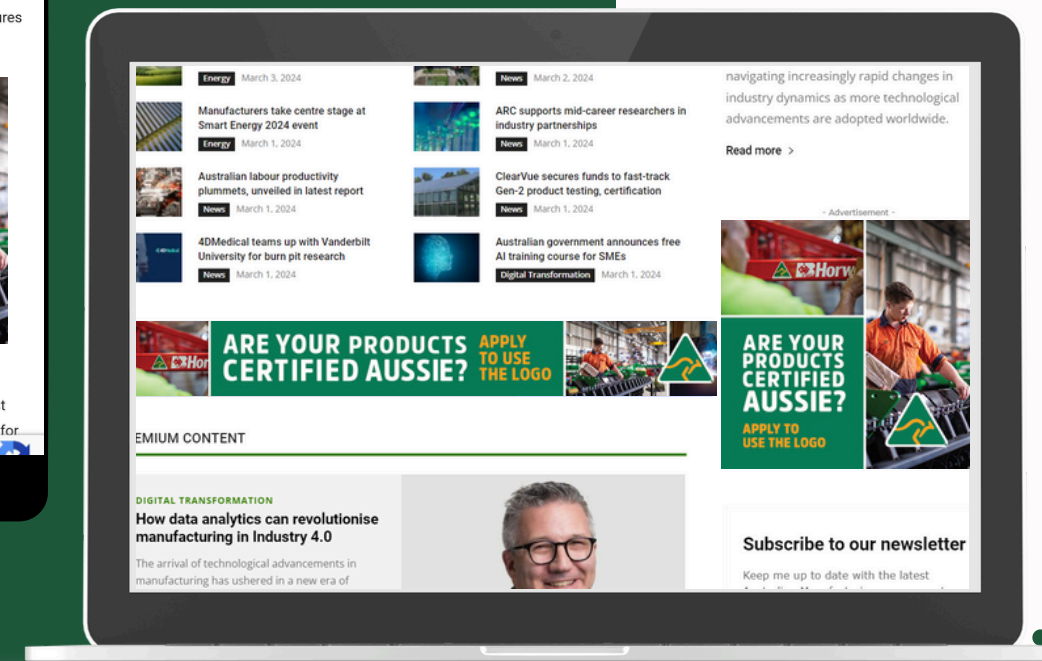 ures
t
for
Energy March 3, 2024
Manufacturers take centre stage at
Smart Energy 2024 event
Energy March 1, 2024
Australian labour productivity
plummets, unveiled in latest report
News March 1, 2024
4DMedical teams up with Vanderbilt
University for burn pit research
News March 1, 2024
News March 2, 2024
ARC supports mid-career researchers in
industry partnerships
News March 1, 2024
ClearVue secures funds to fast-track
Gen-2 product testing, certification
News March 1, 2024
Australian government announces free
AI training course for SMEs
Digital Transformation March 1, 2024
navigating increasingly rapid changes in
industry dynamics as more technological
advancements are adopted worldwide.
Read more >
- Advertisement -
Horw
ARE YOUR
PRODUCTS
CERTIFIED
AUSSIE?
APPLY TO
USE THE LOGO
Hor
ARE YOUR PRODUCTS
CERTIFIED AUSSIE?
APPLY
TO USE
THE LOGO
EMIUM CONTENT
DIGITAL TRANSFORMATION
How data analytics can revolutionise
manufacturing in Industry 4.0
The arrival of technological advancements in
manufacturing has ushered in a new era of
Subscribe to our newsletter
Keep me up to date with the latest